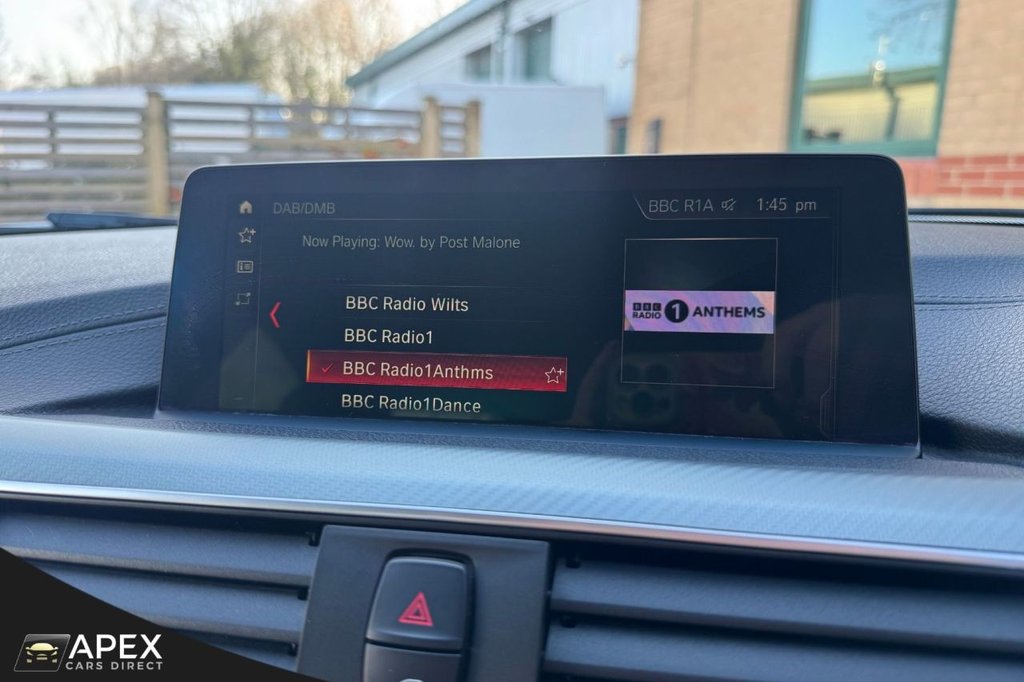 DAB/DMB
BBC R1A 1:45 pm
Now Playing: Wow. by Post Malone
BBC Radio Wilts
BBC Radio1
BBC Radio1Anthms
BBC Radio1Dance
BBC
RADIO 1 ANTHEMS
APEX
CARS DIRECT